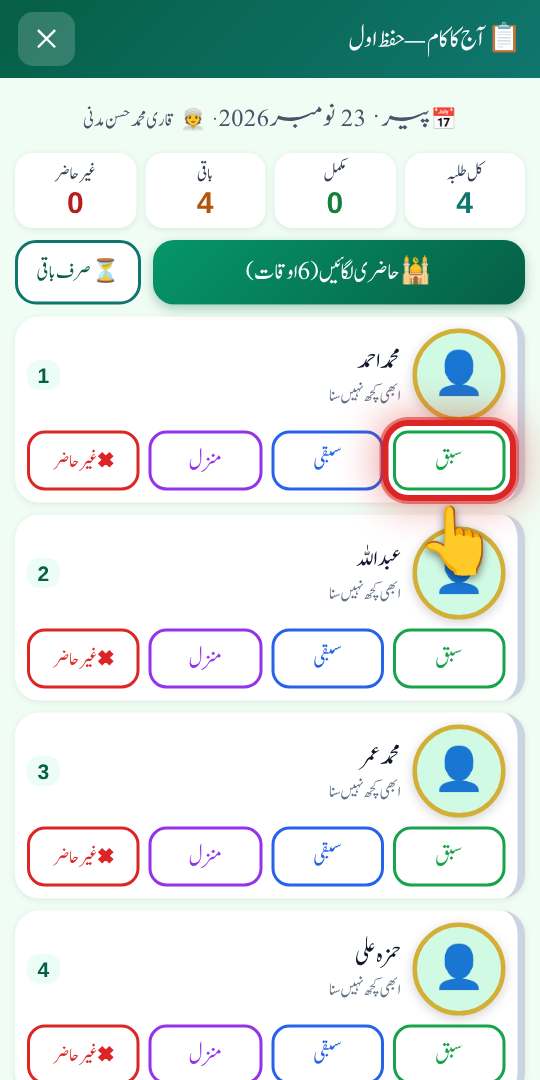 📋 آج کا کام — حفظ اول
📅 پیر · 23 نومبر 2026 · 👳 قاری محمد حسن مدنی
کل طلبہ
4
مکمل
0
باقی
4
غیر حاضر
0
🕌 حاضری لگائیں (6 اوقات)
⏳ صرف باقی
محمد احمد
1
ابھی کچھ نہیں سنا
سبق
سبقی
منزل
✖ غیر حاضر
عبداللہ
2
ابھی کچھ نہیں سنا
سبق
سبقی
منزل
✖ غیر حاضر
محمد عمر
3
ابھی کچھ نہیں سنا
سبق
سبقی
منزل
✖ غیر حاضر
حمزہ علی
4
ابھی کچھ نہیں سنا
سبق
سبقی
منزل
✖ غیر حاضر